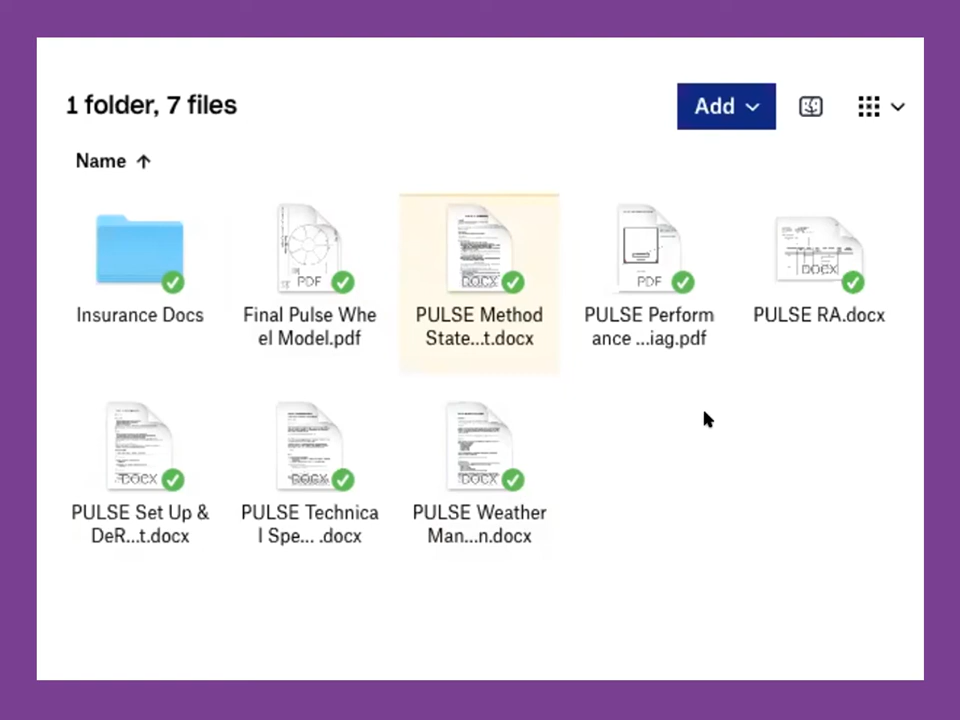 1 folder, 7 files
Add
Name
PDF
DOCX
PDF
DOCX
Insurance Docs
Final Pulse Whe
el Model.pdf
PULSE Method
State...t.docx
PULSE Perform
ance ...iag.pdf
PULSE RA.docx
DOCX
DOCX
DOCX
PULSE Set Up &
DeR...t.docx
PULSE Technica
l Spe... .docx
PULSE Weather
Man...n.docx